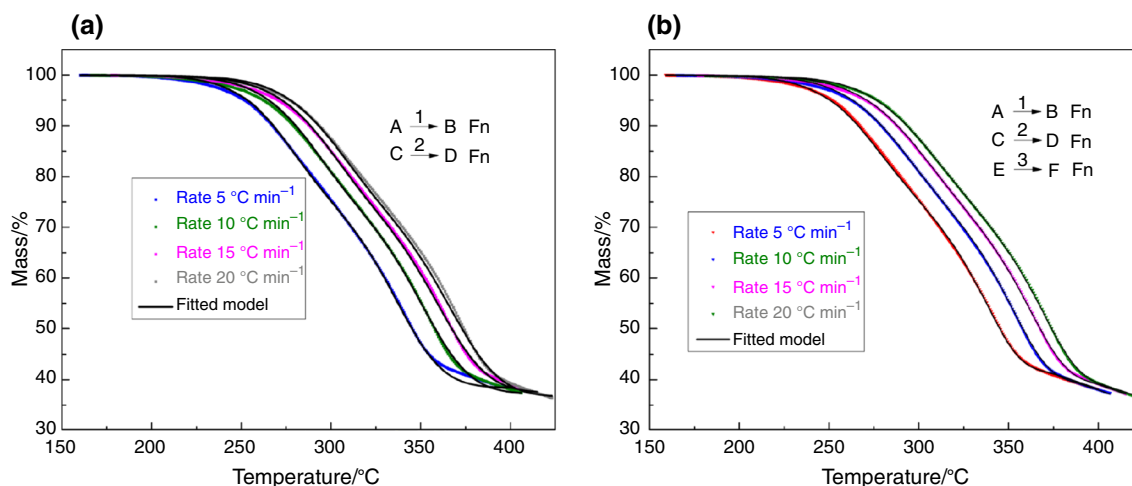 (a)
100
90
80
70
60
50
40
30
Mass/%
A 1 B Fn
C 2 D Fn
Rate 5 °C min−1
Rate 10 °C min−1
Rate 15 °C min−1
Rate 20 °C min−1
Fitted model
150 200 250 300 350 400
Temperature/°C
(b)
100
90
80
70
60
50
40
30
Mass/%
A 1 B Fn
C 2 D Fn
E 3 F Fn
Rate 5 °C min−1
Rate 10 °C min−1
Rate 15 °C min−1
Rate 20 °C min−1
Fitted model
150 200 250 300 350 400
Temperature/°C